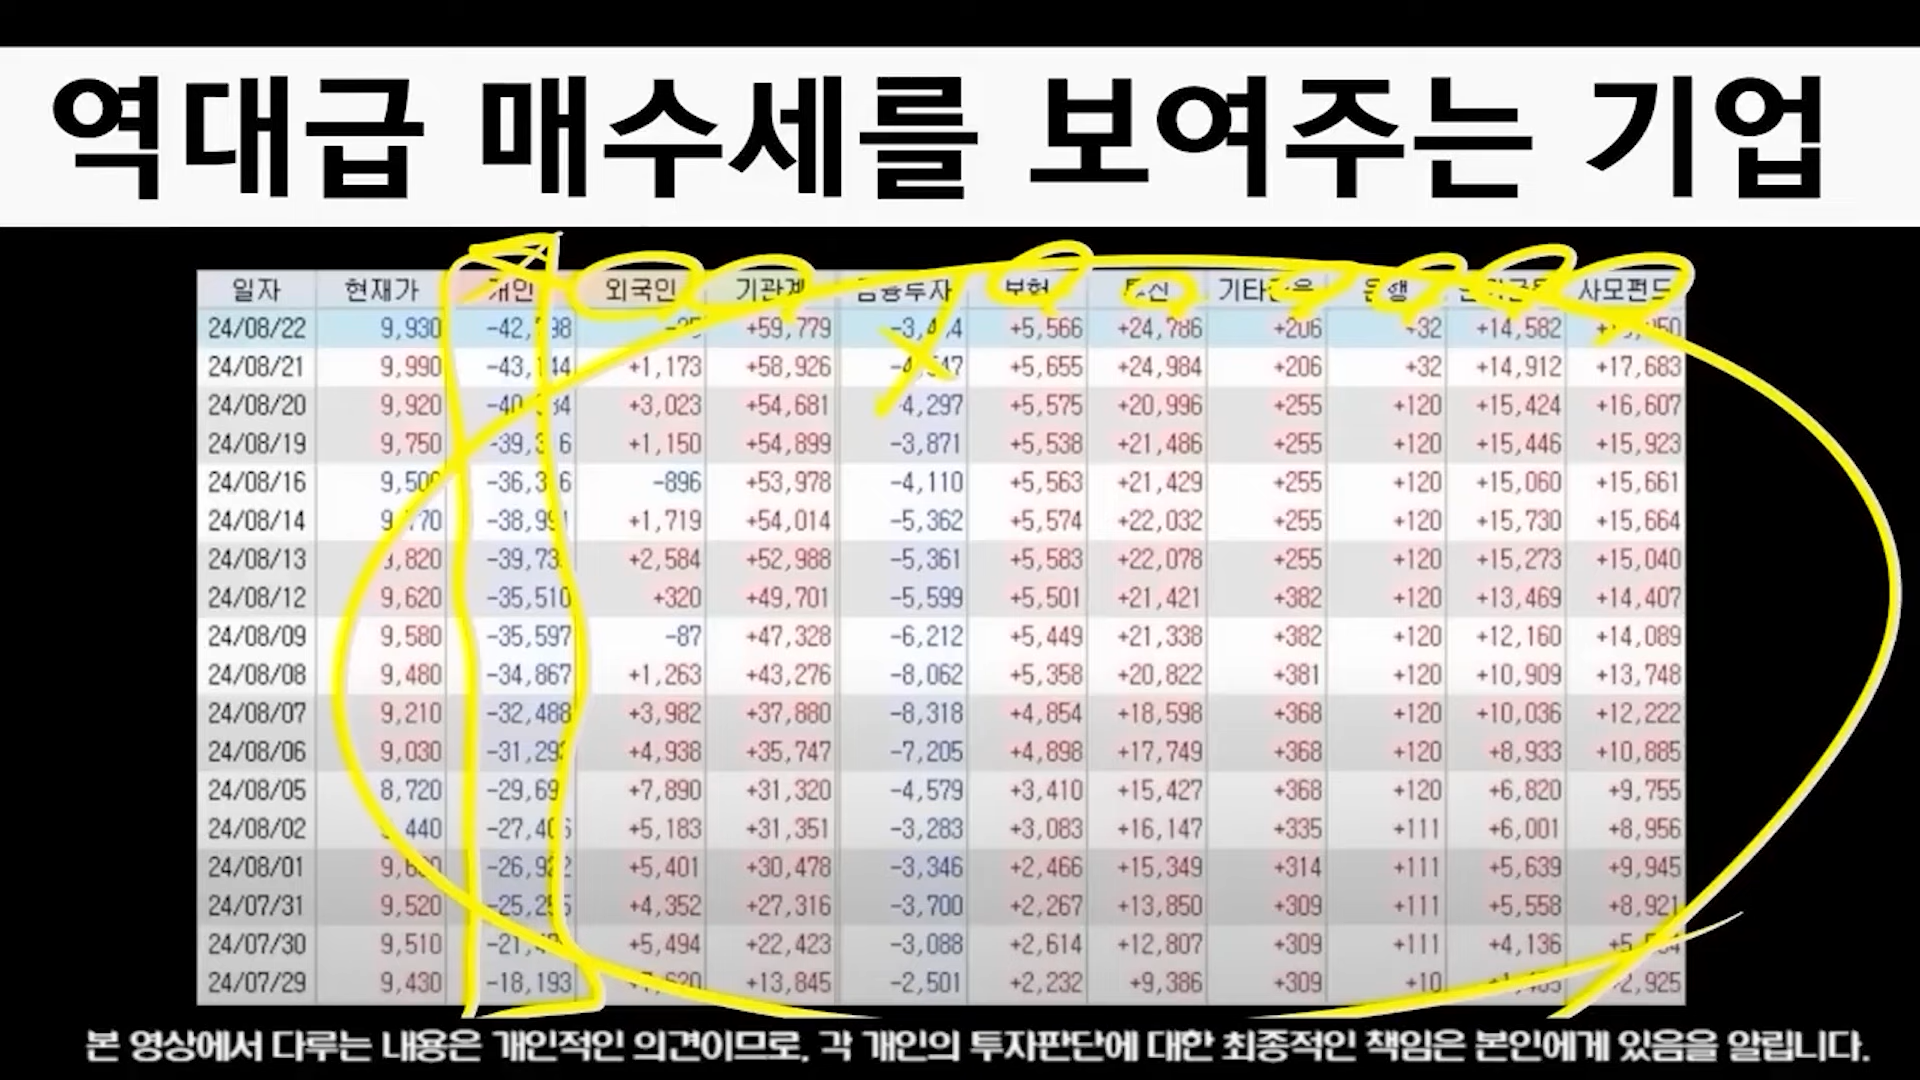 역대급 매수세를 보여주는 기업
일자 현재가 개인 외국인 기관계 금융투자 보험 투신 기타금융 은행 사모펀드
24/08/22 9,930 +59,779 +5,566 +24,786 +206 +32 +14,582
24/08/21 9,990 +1,173 +58,926 +5,655 +24,984 +206 +32 +14,912 +17,683
24/08/20 9,920 +3,023 +54,681 -4,297 +5,575 +20,996 +255 +120 +15,424 +16,607
24/08/19 9,750 +1,150 +54,899 -3,871 +5,538 +21,486 +255 +120 +15,446 +15,923
24/08/16 9,500 -896 +53,978 -4,110 +5,563 +21,429 +255 +120 +15,060 +15,661
24/08/14 +1,719 +54,014 -5,362 +5,574 +22,032 +255 +120 +15,730 +15,664
24/08/13 9,820 +2,584 +52,988 -5,361 +5,583 +22,078 +255 +120 +15,273 +15,040
24/08/12 9,620 -35,510 +320 +49,701 -5,599 +5,501 +21,421 +382 +120 +13,469 +14,407
24/08/09 9,580 -35,597 -87 +47,328 -6,212 +5,449 +21,338 +382 +120 +12,160 +14,089
24/08/08 9,480 -34,867 +1,263 +43,276 -8,062 +5,358 +20,822 +381 +120 +10,909 +13,748
24/08/07 9,210 -32,488 +3,982 +37,880 -8,318 +4,854 +18,598 +368 +120 +10,036 +12,222
24/08/06 9,030 +4,938 +35,747 -7,205 +4,898 +17,749 +368 +120 +8,933 +10,885
24/08/05 8,720 +7,890 +31,320 -4,579 +3,410 +15,427 +368 +120 +6,820 +9,755
24/08/02 +5,183 +31,351 -3,283 +3,083 +16,147 +335 +111 +6,001 +8,956
24/08/01 +5,401 +30,478 -3,346 +2,466 +15,349 +314 +111 +5,639 +9,945
24/07/31 9,520 +4,352 +27,316 -3,700 +2,267 +13,850 +309 +111 +5,558 +8,921
24/07/30 9,510 +5,494 +22,423 -3,088 +2,614 +12,807 +309 +111 +4,136
24/07/29 9,430 -18,193 +13,845 -2,501 +2,232 +9,386 +309 +10 +2,925
본 영상에서 다루는 내용은 개인적인 의견이므로, 각 개인의 투자판단에 대한 최종적인 책임은 본인에게 있음을 알립니다.